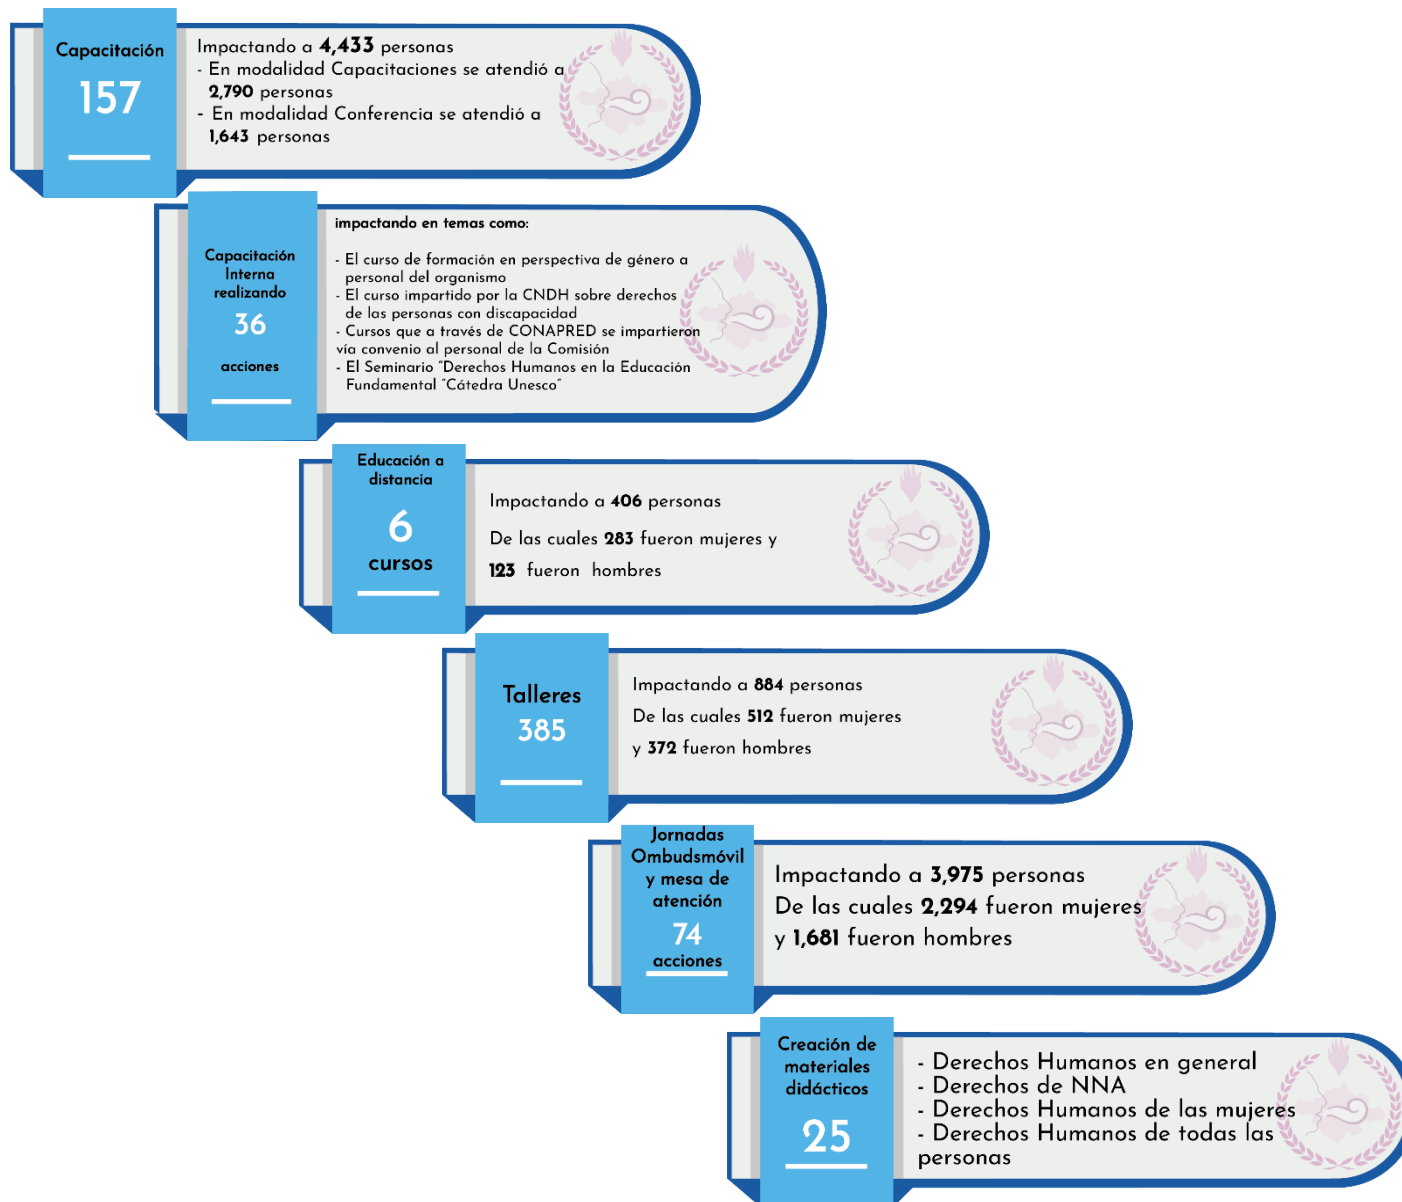 Capacitación
157
Impactando a 4,433 personas
- En modalidad Capacitaciones se atendió a
2,790 personas
- En modalidad Conferencia se atendió a
1,643 personas
Capacitación
Interna
realizando
36
acciones
impactando en temas como:
- El curso de formación en perspectiva de género a
personal del organismo
- El curso impartido por la CNDH sobre derechos
de las personas con discapacidad
- Cursos que a través de CONAPRED se impartieron
vía convenio al personal de la Comisión
- El Seminario "Derechos Humanos en la Educación
Fundamental "Cátedra Unesco"
Educación a
distancia
6
cursos
Impactando a 406 personas
De las cuales 283 fueron mujeres y
123 fueron hombres
Talleres
385
Impactando a 884 personas
De las cuales 512 fueron mujeres
y 372 fueron hombres
Jornadas
Ombudsmóvil
y mesa de
atención
74
acciones
Impactando a 3,975 personas
De las cuales 2,294 fueron mujeres
y 1,681 fueron hombres
Creación de
materiales
didácticos
25
- Derechos Humanos en general
- Derechos de NNA
- Derechos Humanos de las mujeres
- Derechos Humanos de todas las
personas